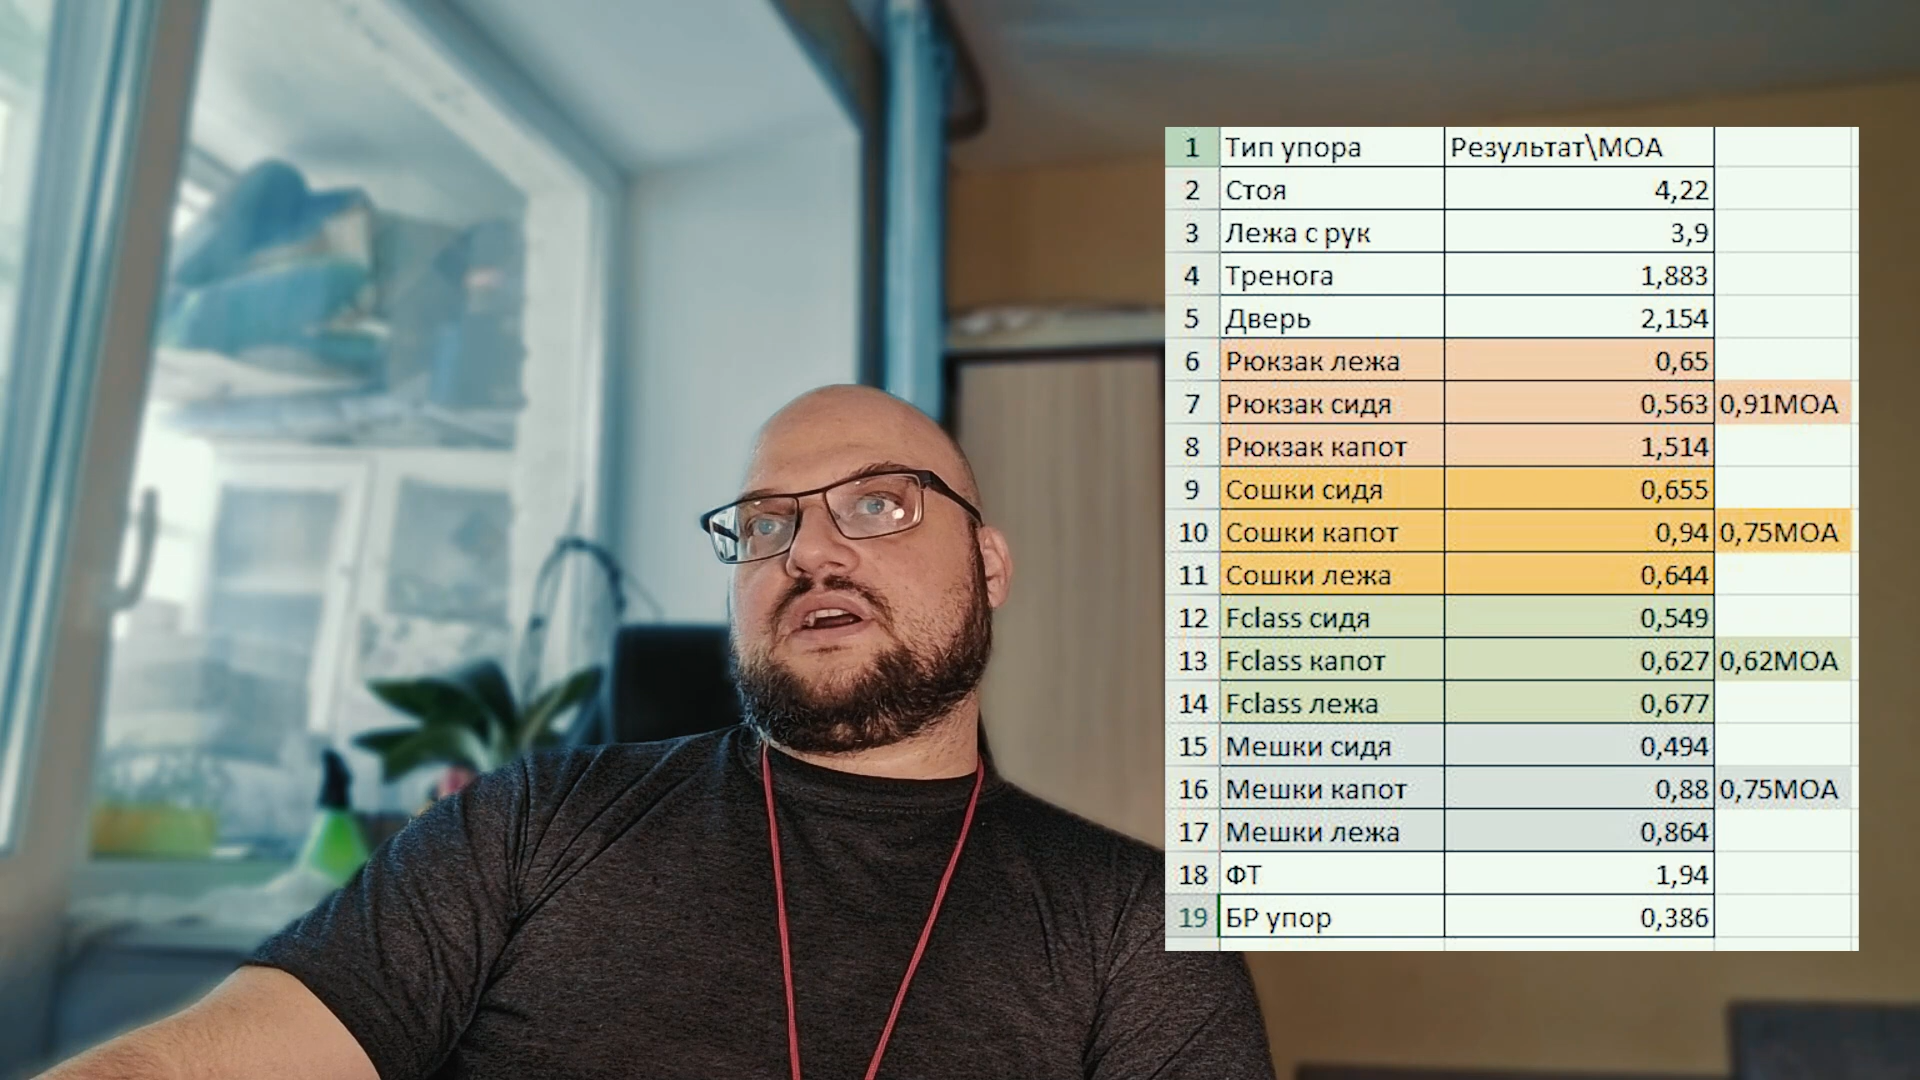 1 Тип упора Результат\МОА
2 Стоя 4,22
3 Лежа с рук 3,9
4 Тренога 1,883
5 Дверь 2,154
6 Рюкзак лежа 0,65
7 Рюкзак сидя 0,563 0,91МОА
8 Рюкзак капот 1,514
9 Сошки сидя 0,655
10 Сошки капот 0,94 0,75МОА
11 Сошки лежа 0,644
12 Fclass сидя 0,549
13 Fclass капот 0,627 0,62МОА
14 Fclass лежа 0,677
15 Мешки сидя 0,494
16 Мешки капот 0,88 0,75МОА
17 Мешки лежа 0,864
18 ФТ 1,94
19 БР упор 0,386